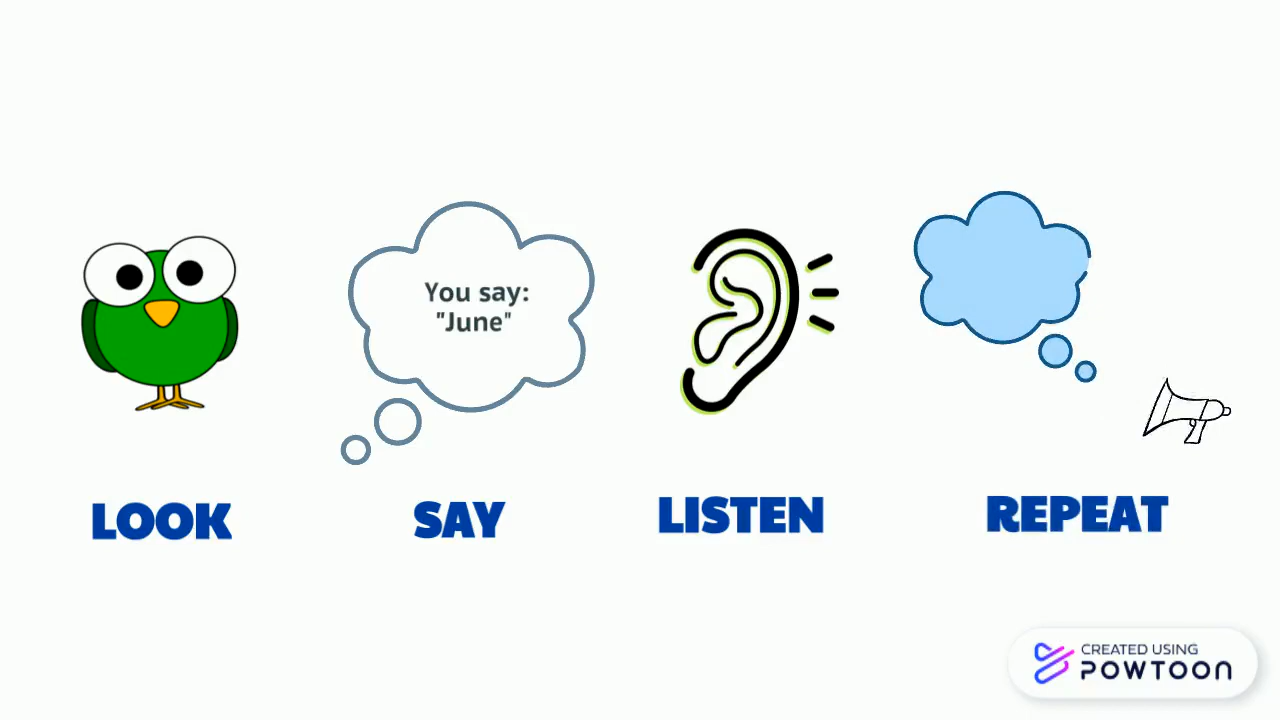 You say:
"June"
LOOK
SAY
LISTEN
REPEAT
CREATED USING
POWTOON